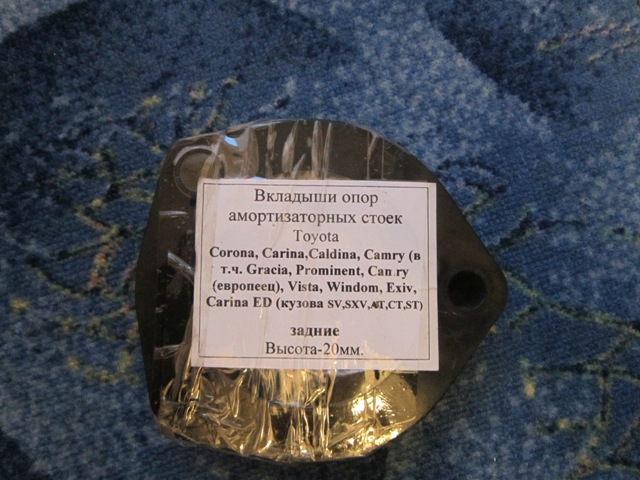 Вкладыши опор
амортизаторных стоек
Toyota
Corona, Carina,Caldina, Camry (в
т.ч. Gracia, Prominent, Camry
(европеец), Vista, Windom, Exiv,
Carina ED (кузова SV,SXV,AT,CT,ST)
задние
Высота-20мм.